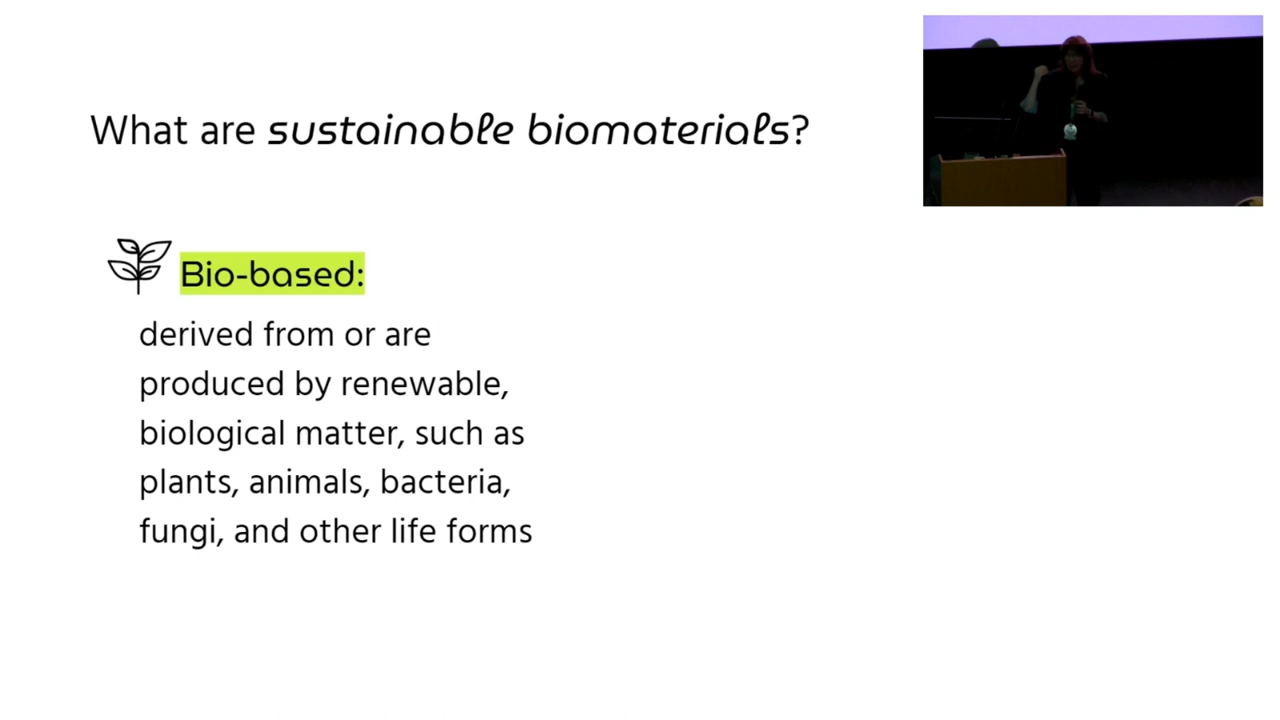 What are sustainable biomaterials?
Bio-based:
derived from or are
produced by renewable,
biological matter, such as
plants, animals, bacteria,
fungi, and other life forms